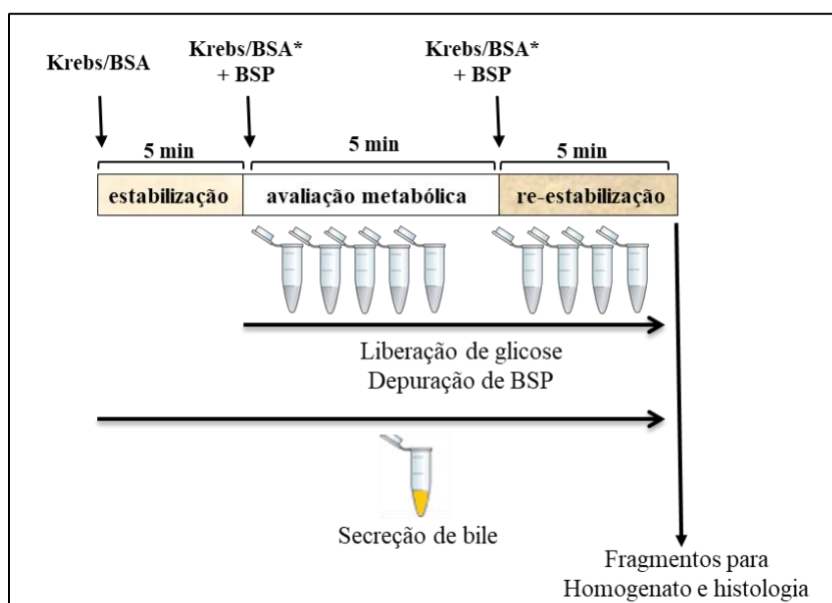 Krebs/BSA
Krebs/BSA*
+ BSP
Krebs/BSA*
+ BSP
5 min
5 min
5 min
estabilização
avaliação metabólica
re-estabilização
Liberação de glicose
Depuração de BSP
Secreção de bile
Fragmentos para
Homogenato e histologia